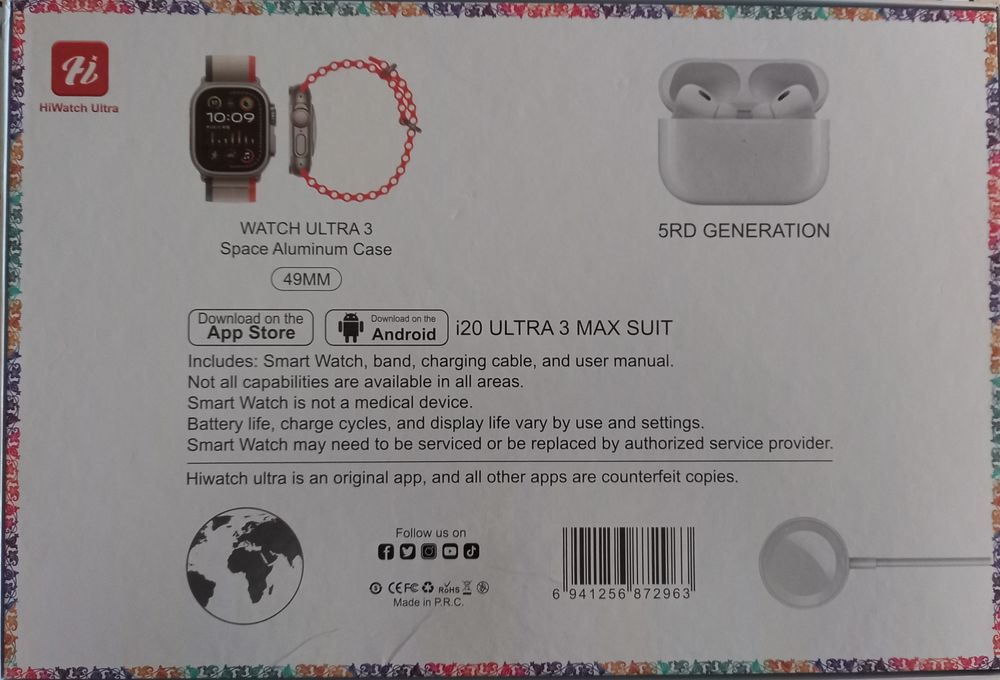 Hi
HiWatch Ultra
10:09
WATCH ULTRA 3
Space Aluminum Case
49MM
5RD GENERATION
Download on the
App Store
Download on the
Android
i20 ULTRA 3 MAX SUIT
Includes: Smart Watch, band, charging cable, and user manual.
Not all capabilities are available in all areas.
Smart Watch is not a medical device.
Battery life, charge cycles, and display life vary by use and settings.
Smart Watch may need to be serviced or be replaced by authorized service provider.
Hiwatch ultra is an original app, and all other apps are counterfeit copies.
Follow us on
CE FC RoHS
Made in P.R.C.
6 941256 872963